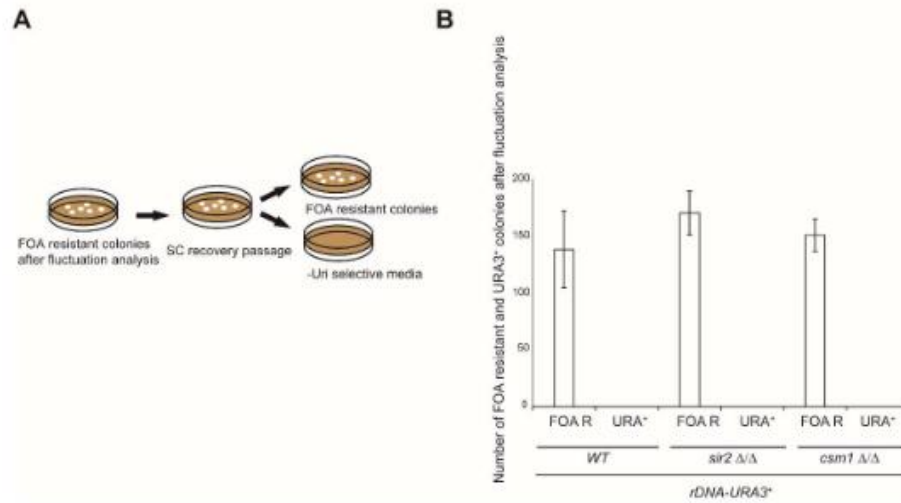 A
FOA resistant colonies
after fluctuation analysis
SC recovery passage
FOA resistant colonies
-Uri selective media
B
Number of FOA resistant and URA3⁺ colonies after fluctuation analysis
200
150
100
50
0
FOA R URA⁺ FOA R URA⁺ FOA R URA⁺
WT sir2 Δ/Δ csm1 Δ/Δ
rDNA-URA3⁺